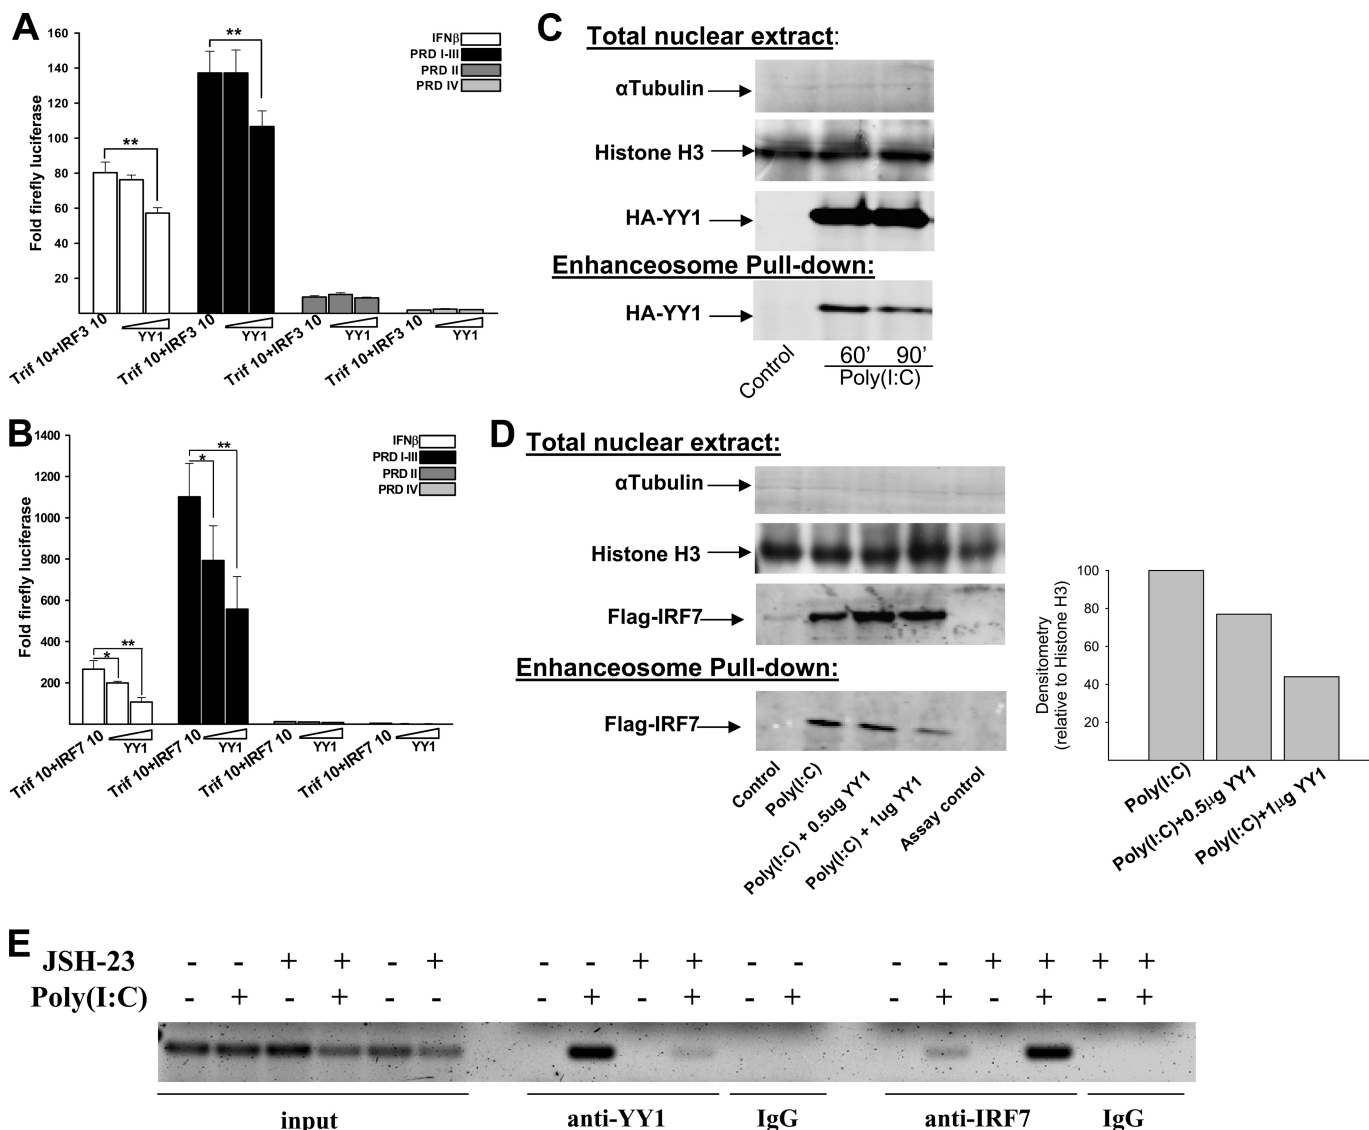 A
160
140
120
100
80
60
40
20
Fold firefly luciferase
**
**
IFNβ
PRD I-III
PRD II
PRD IV
Trif 10+IRF3 10
YY1
Trif 10+IRF3 10
YY1
Trif 10+IRF3 10
YY1
Trif 10+IRF3 10
YY1
B
1400
1200
1000
800
600
400
200
Fold firefly luciferase
*
**
*
**
IFNβ
PRD I-III
PRD II
PRD IV
Trif 10+IRF7 10
YY1
Trif 10+IRF7 10
YY1
Trif 10+IRF7 10
YY1
Trif 10+IRF7 10
YY1
C
Total nuclear extract:
αTubulin
Histone H3
HA-YY1
Enhanceosome Pull-down:
HA-YY1
Control
60’ 90’
Poly(I:C)
D
Total nuclear extract:
αTubulin
Histone H3
Flag-IRF7
Enhanceosome Pull-down:
Flag-IRF7
Control
Poly(I:C)
Poly(I:C) + 0.5ug YY1
Poly(I:C) + 1ug YY1
Assay control
Densitometry
(relative to Histone H3)
100
80
60
40
20
Poly(I:C)
Poly(I:C)+0.5μg YY1
Poly(I:C)+1μg YY1
E
JSH-23 - - + + - + - - + + - - - - + + + +
Poly(I:C) - + - + - - - + - + - + - + - + - +
input anti-YY1 IgG anti-IRF7 IgG